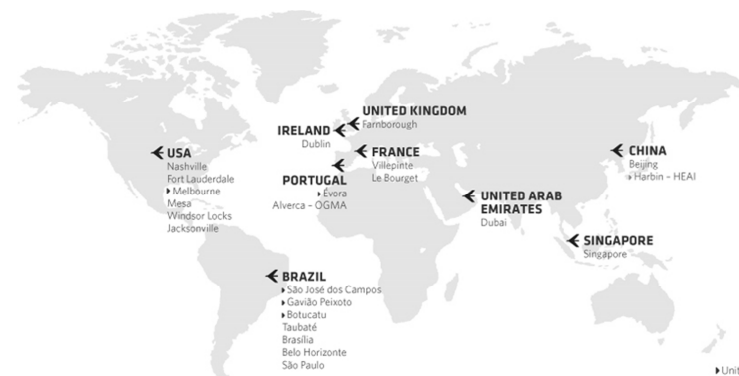 UNITED KINGDOM
Farnborough
IRELAND
Dublin
FRANCE
Villepinte
Le Bourget
PORTUGAL
Évora
Alverca – OGMA
USA
Nashville
Fort Lauderdale
Melbourne
Mesa
Windsor Locks
Jacksonville
CHINA
Beijing
Harbin – HEAI
UNITED ARAB
EMIRATES
Dubai
SINGAPORE
Singapore
BRAZIL
São José dos Campos
Gavião Peixoto
Botucatu
Taubaté
Brasília
Belo Horizonte
São Paulo
Unit